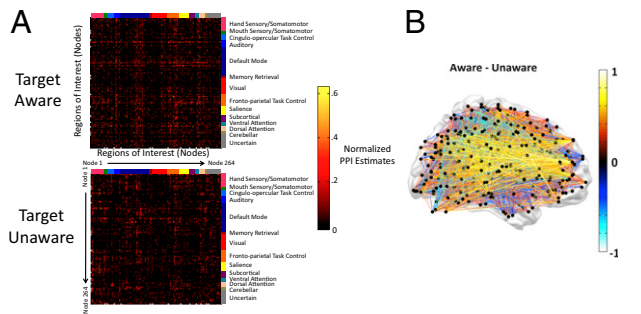 A
B
Target
Aware
Regions of Interest (Nodes)
Hand Sensory/Somatomotor
Mouth Sensory/Somatomotor
Cingulo-opercular Task Control
Auditory
Default Mode
Memory Retrieval
Visual
Fronto-parietal Task Control
Salience
Subcortical
Ventral Attention
Dorsal Attention
Cerebellar
Uncertain
Regions of Interest (Nodes)
Node 1
Node 264
Target
Unaware
Node 1
Node 264
Hand Sensory/Somatomotor
Mouth Sensory/Somatomotor
Cingulo-opercular Task Control
Auditory
Default Mode
Memory Retrieval
Visual
Fronto-parietal Task Control
Salience
Subcortical
Ventral Attention
Dorsal Attention
Cerebellar
Uncertain
.6
.2
0
Normalized
PPI Estimates
Aware - Unaware
1
0
-1